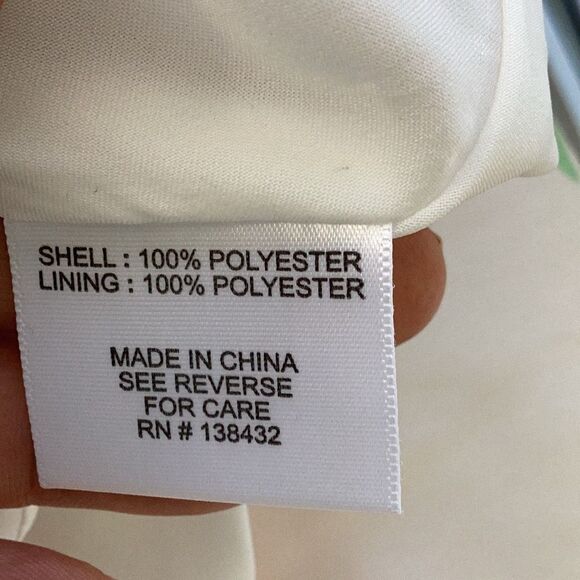 SHELL : 100% POLYESTER
LINING : 100% POLYESTER
MADE IN CHINA
SEE REVERSE
FOR CARE
RN # 138432